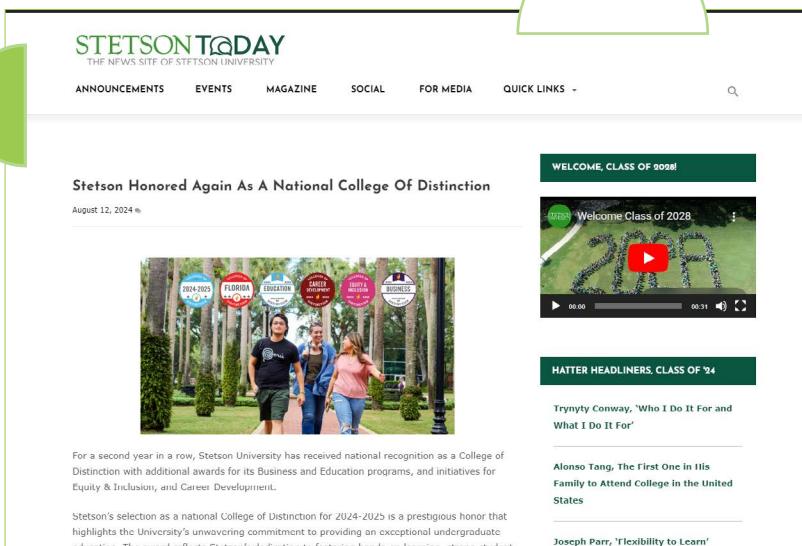 STETSON TODAY
THE NEWS SITE OF STETSON UNIVERSITY
ANNOUNCEMENTS EVENTS MAGAZINE SOCIAL FOR MEDIA QUICK LINKS
Stetson Honored Again As A National College Of Distinction
August 12, 2024
2024-2025
FLORIDA
EDUCATION
CAREER
DEVELOPMENT
EQUITY &
INCLUSION
BUSINESS
For a second year in a row, Stetson University has received national recognition as a College of
Distinction with additional awards for its Business and Education programs, and initiatives for
Equity & Inclusion, and Career Development.
Stetson's selection as a national College of Distinction for 2024-2025 is a prestigious honor that
highlights the University's unwavering commitment to providing an exceptional undergraduate
WELCOME, CLASS OF 2028!
Welcome Class of 2028
00:00 00:31
HATTER HEADLINERS, CLASS OF '24
Trynyty Conway, 'Who I Do It For and
What I Do It For'
Alonso Tang, The First One in His
Family to Attend College in the United
States
Joseph Parr, 'Flexibility to Learn'